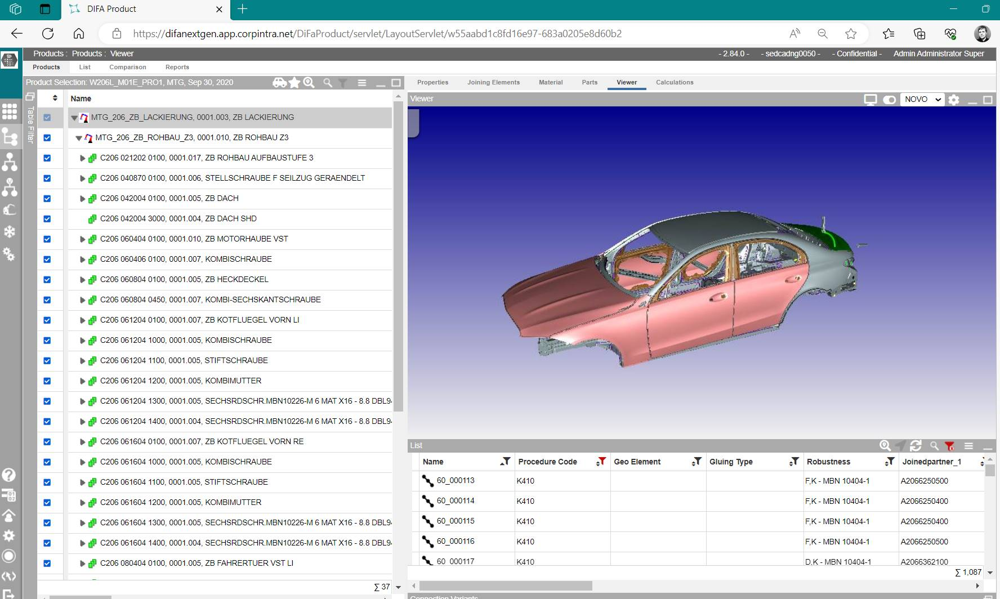 DIFA Product
https://difanextgen.app.corpintra.net/DiFaProduct/servlet/LayoutServlet/w55aabd1c8fd16e97-683a0205e8d60b2
Products : Products : Viewer
- 2.84.0 - - sedcadng0050 - - Confidential - Admin Administrator Super
Products List Comparison Reports
Product Selection: W206L_M01E_PRO1, MTG, Sep 30, 2020
Table Filter
Name
MTG_206_ZB_LACKIERUNG, 0001.003, ZB LACKIERUNG
MTG_206_ZB_ROHBAU_Z3, 0001.010, ZB ROHBAU Z3
C206 021202 0100, 0001.017, ZB ROHBAU AUFBAUSTUFE 3
C206 040870 0100, 0001.006, STELLSCHRAUBE F SEILZUG GERAENDELT
C206 042004 0100, 0001.005, ZB DACH
C206 042004 3000, 0001.004, ZB DACH SHD
C206 060404 0100, 0001.010, ZB MOTORHAUBE VST
C206 060406 0100, 0001.007, KOMBISCHRAUBE
C206 060804 0100, 0001.005, ZB HECKDECKEL
C206 060804 0450, 0001.007, KOMBI-SECHSKANTSCHRAUBE
C206 061204 0100, 0001.007, ZB KOTFLUEGEL VORN LI
C206 061204 1000, 0001.005, KOMBISCHRAUBE
C206 061204 1100, 0001.005, STIFTSCHRAUBE
C206 061204 1200, 0001.005, KOMBIMUTTER
C206 061204 1300, 0001.005, SECHSRDSCHR.MBN10226-M 6 MAT X16 - 8.8 DBL94
C206 061204 1400, 0001.004, SECHSRDSCHR.MBN10226-M 6 MAT X16 - 8.8 DBL94
C206 061604 0100, 0001.007, ZB KOTFLUEGEL VORN RE
C206 061604 1000, 0001.005, KOMBISCHRAUBE
C206 061604 1100, 0001.005, STIFTSCHRAUBE
C206 061604 1200, 0001.005, KOMBIMUTTER
C206 061604 1300, 0001.005, SECHSRDSCHR.MBN10226-M 6 MAT X16 - 8.8 DBL94
C206 061604 1400, 0001.004, SECHSRDSCHR.MBN10226-M 6 MAT X16 - 8.8 DBL94
C206 080404 0100, 0001.005, ZB FAHRERTUER VST LI
∑ 37
Properties Joining Elements Material Parts Viewer Calculations
Viewer
NOVO
List
Name Procedure Code Geo Element Gluing Type Robustness Joinedpartner_1
60_000113 K410 F,K - MBN 10404-1 A2066250500
60_000114 K410 F,K - MBN 10404-1 A2066250400
60_000115 K410 F,K - MBN 10404-1 A2066250400
60_000116 K410 F,K - MBN 10404-1 A2066250500
60_000117 K410 D,K - MBN 10404-1 A2066362100
∑ 1,087
Connection Variants